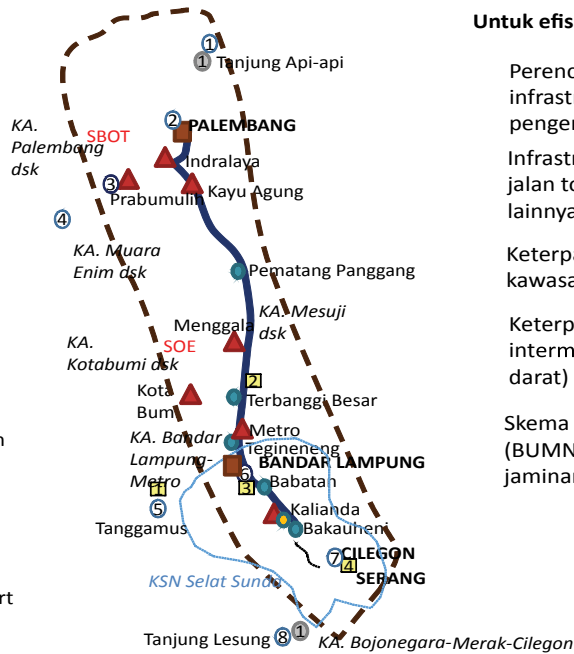 Untuk efis
1
1
Tanjung Api-api
Perenc
infrast
penger
2
PALEMBANG
KA.
Palembang
dsk
SBOT
Indralaya
Infrastr
jalan to
lainnya
3
Prabumulih
Kayu Agung
4
KA. Muara
Enim dsk
Keterpa
kawasa
Pematang Panggang
KA. Mesuji
dsk
Menggala
Keterp
interm
darat)
KA.
Kotabumi dsk
SOE
2
Kota
Bum
Terbanggi Besar
Skema
(BUMN
jaminar
Metro
KA. Bandar
Lampung-
Metro
Tegineneng
BANDAR LAMPUNG
6
3
Babatan
1
5
Tanggamus
Kalianda
Bakauheni
7
CILEGON
4
SERANG
KSN Selat Sunda
rt
Tanjung Lesung
8
1
KA. Bojonegara-Merak-Cilegon